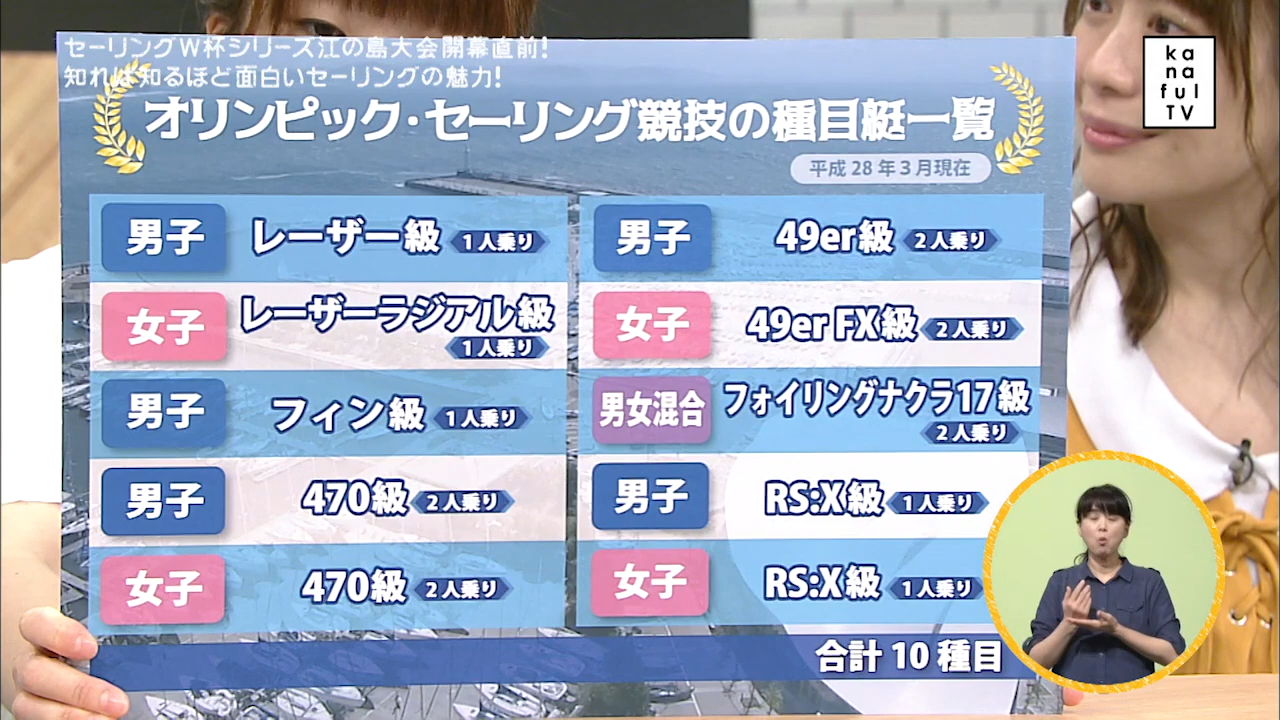 セーリングW杯シリーズ江の島大会開幕直前!
知れば知るほど面白いセーリングの魅力!
ka
na
ful
TV
オリンピック・セーリング競技の種目艇一覧
平成28年3月現在
男子 レーザー級 1人乗り
女子 レーザーラジアル級 1人乗り
男子 フィン級 1人乗り
男子 470級 2人乗り
女子 470級 2人乗り
男子 49er級 2人乗り
女子 49er FX級 2人乗り
男女混合 フォイリングナクラ17級 2人乗り
男子 RS:X級 1人乗り
女子 RS:X級 1人乗り
合計10種目